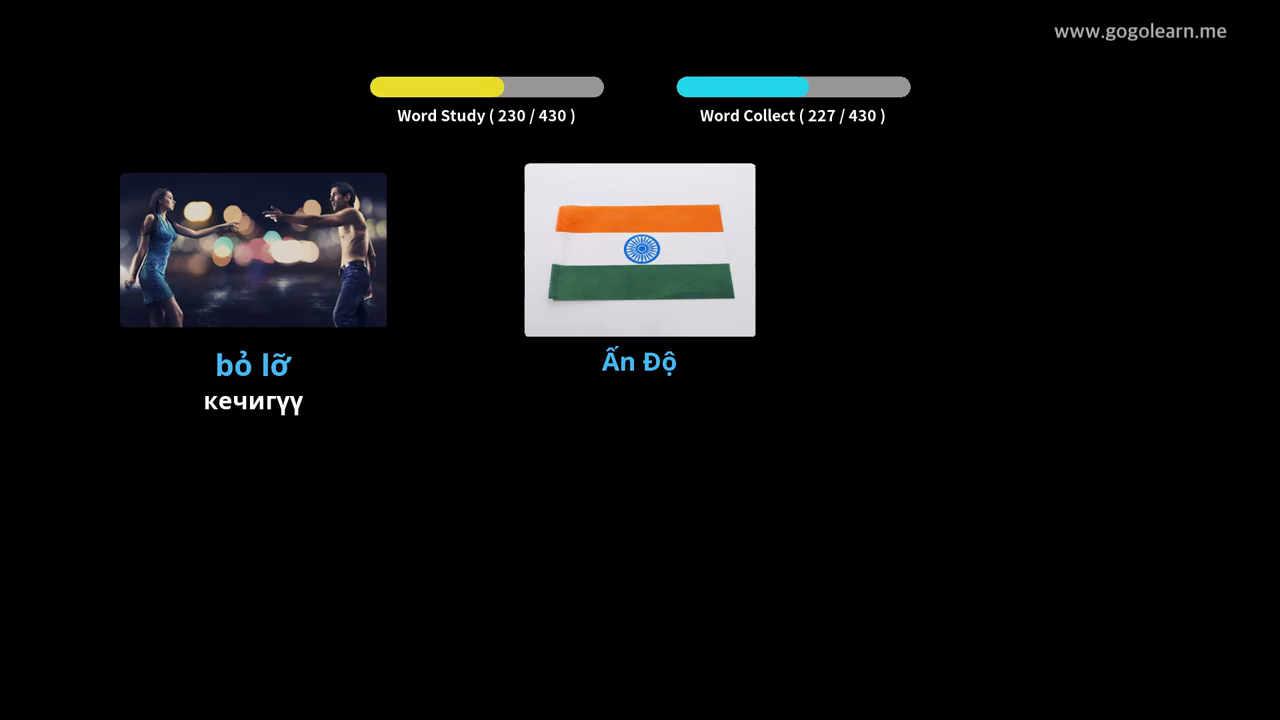 www.gogolearn.me
Word Study ( 230 / 430 )
Word Collect ( 227 / 430 )
bỏ lỡ
кечигүү
Ấn Độ